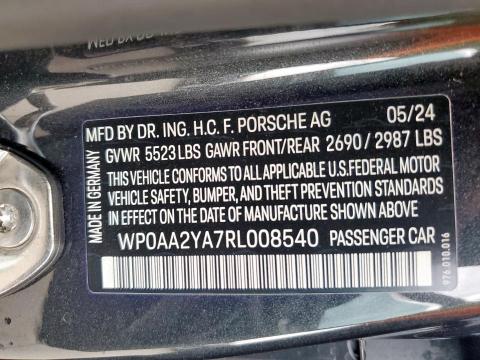 MFD BY DR. ING. H.C. F. PORSCHE AG 05/24
GVWR 5523 LBS GAWR FRONT/REAR 2690 / 2987 LBS
THIS VEHICLE CONFORMS TO ALL APPLICABLE U.S.FEDERAL MOTOR
VEHICLE SAFETY, BUMPER, AND THEFT PREVENTION STANDARDS
IN EFFECT ON THE DATE OF MANUFACTURE SHOWN ABOVE
WP0AA2YA7RL008540 PASSENGER CAR
MADE IN GERMANY
976.010.016